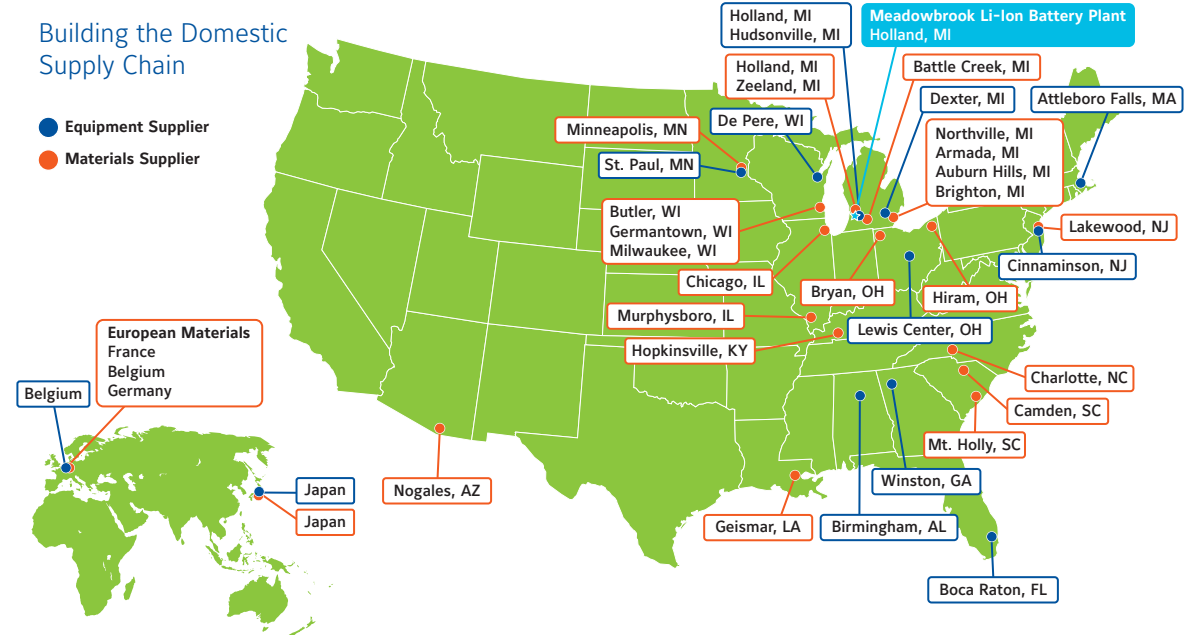 Building the Domestic
Supply Chain
Equipment Supplier
Materials Supplier
Holland, MI
Hudsonville, MI
Meadowbrook Li-Ion Battery Plant
Holland, MI
Holland, MI
Zeeland, MI
Battle Creek, MI
Dexter, MI
Attleboro Falls, MA
De Pere, WI
Minneapolis, MN
St. Paul, MN
Northville, MI
Armada, MI
Auburn Hills, MI
Brighton, MI
Butler, WI
Germantown, WI
Milwaukee, WI
Lakewood, NJ
Cinnaminson, NJ
Chicago, IL
Bryan, OH
Hiram, OH
Murphysboro, IL
Lewis Center, OH
Hopkinsville, KY
European Materials
France
Belgium
Germany
Belgium
Charlotte, NC
Camden, SC
Mt. Holly, SC
Japan
Japan
Nogales, AZ
Winston, GA
Geismar, LA
Birmingham, AL
Boca Raton, FL